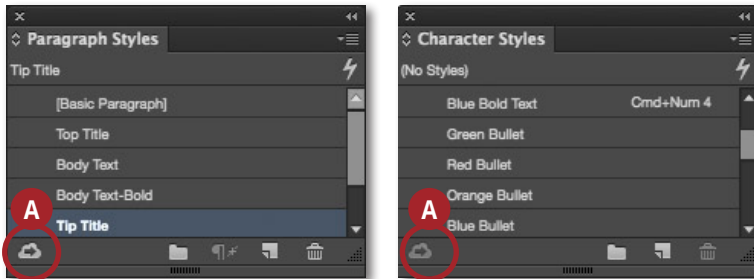 Paragraph Styles
Tip Title
[Basic Paragraph]
Top Title
Body Text
Body Text-Bold
Tip Title
A
Character Styles
(No Styles)
Blue Bold Text Cmd+Num 4
Green Bullet
Red Bullet
Orange Bullet
Blue Bullet
A